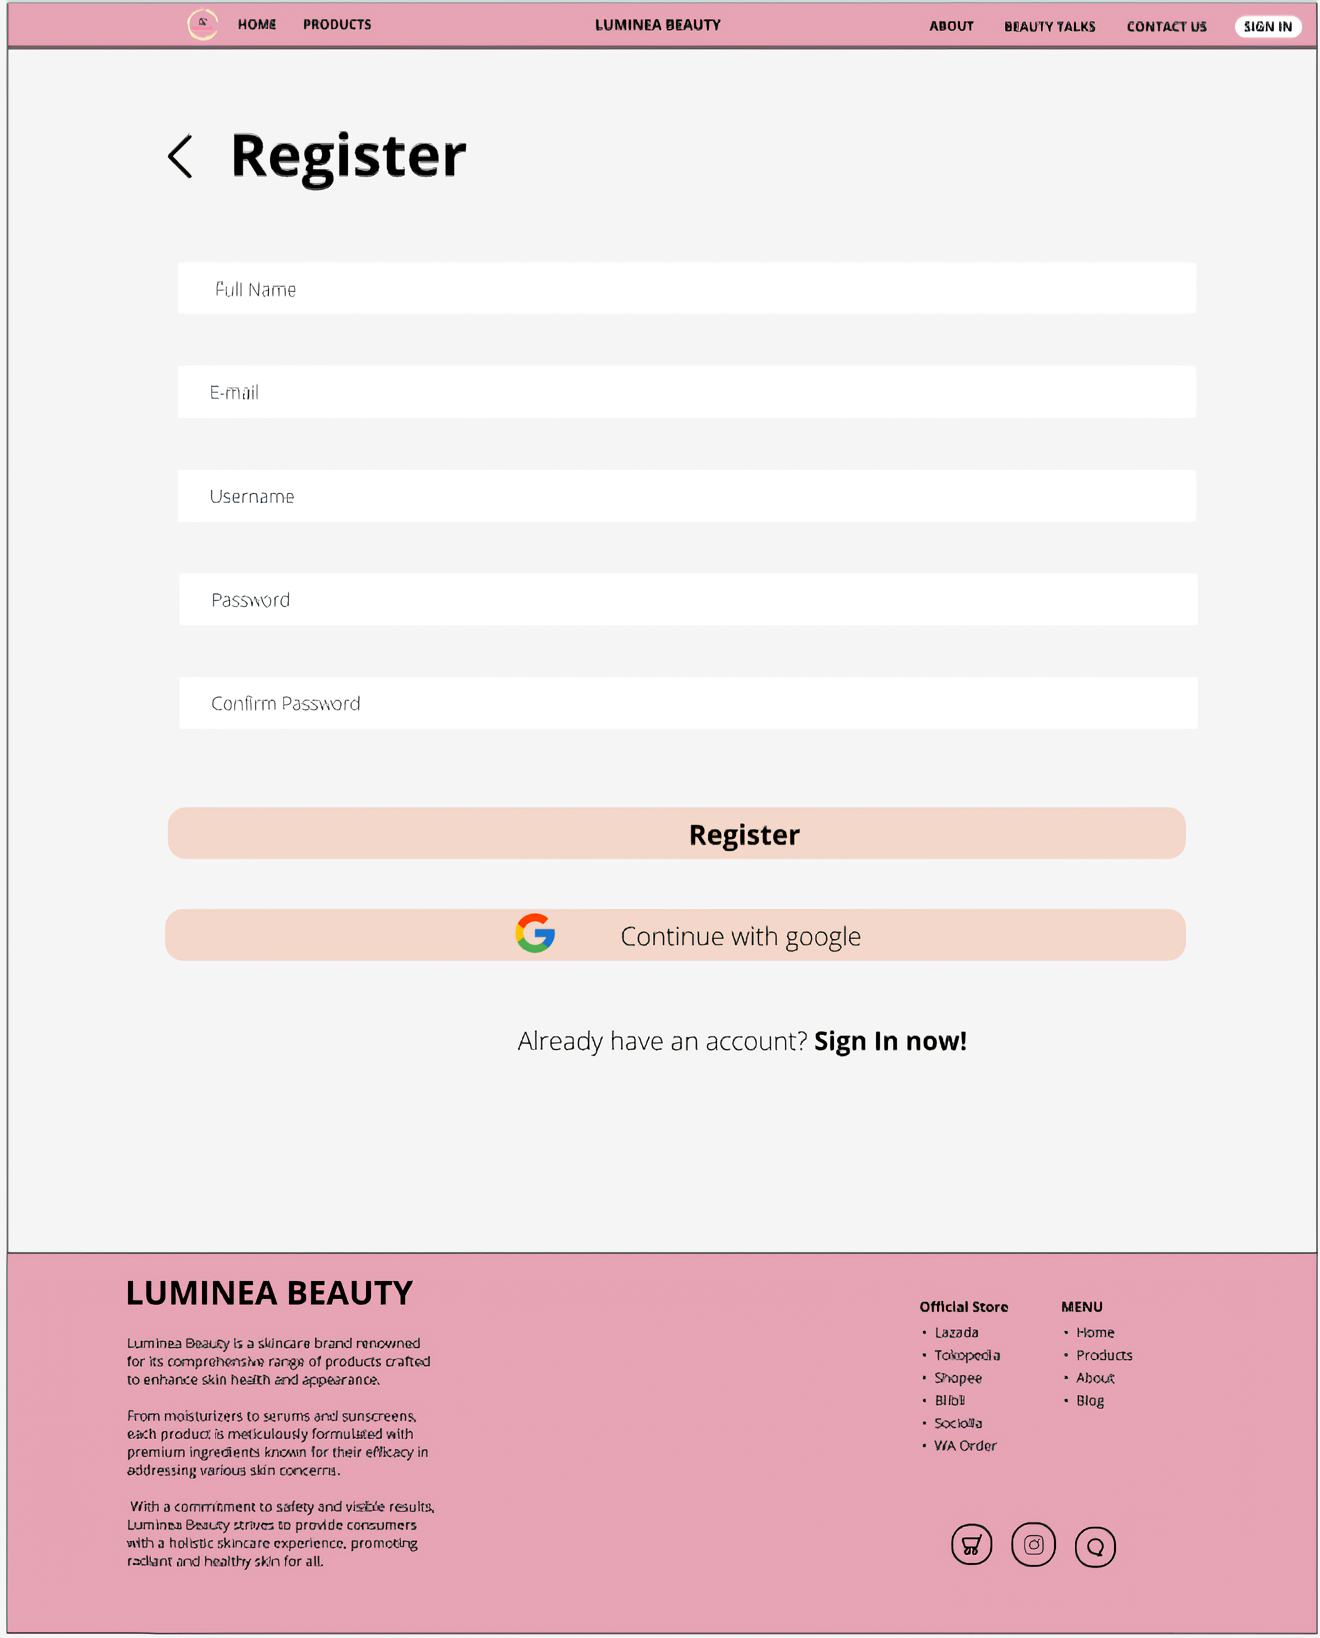 HOME PRODUCTS LUMINEA BEAUTY ABOUT BEAUTY TALKS CONTACT US SIGN IN
Register
Full Name
E-mail
Username
Password
Confirm Password
Register
Continue with google
Already have an account? Sign In now!
LUMINEA BEAUTY
Luminea Beauty is a skincare brand renowned
for its comprehensive range of products crafted
to enhance skin health and appearance.
From moisturizers to serums and sunscreens,
each product is meticulously formulated with
premium ingredients known for their efficacy in
addressing various skin concerns.
With a commitment to safety and visible results,
Luminea Beauty strives to provide consumers
with a holistic skincare experience, promoting
radiant and healthy skin for all.
Official Store
• Lazada
• Tokopedia
• Shopee
• Blibli
• Sociolla
• WA Order
MENU
• Home
• Products
• About
• Blog